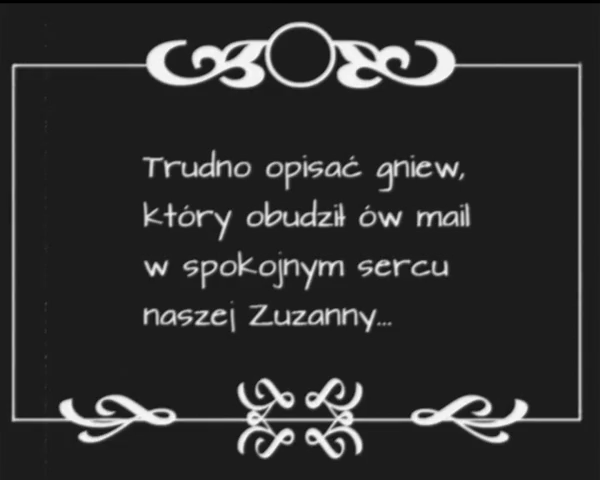 Trudno opisać gniew,
który obudził ów mail
w spokojnym sercu
naszej Zuzanny...